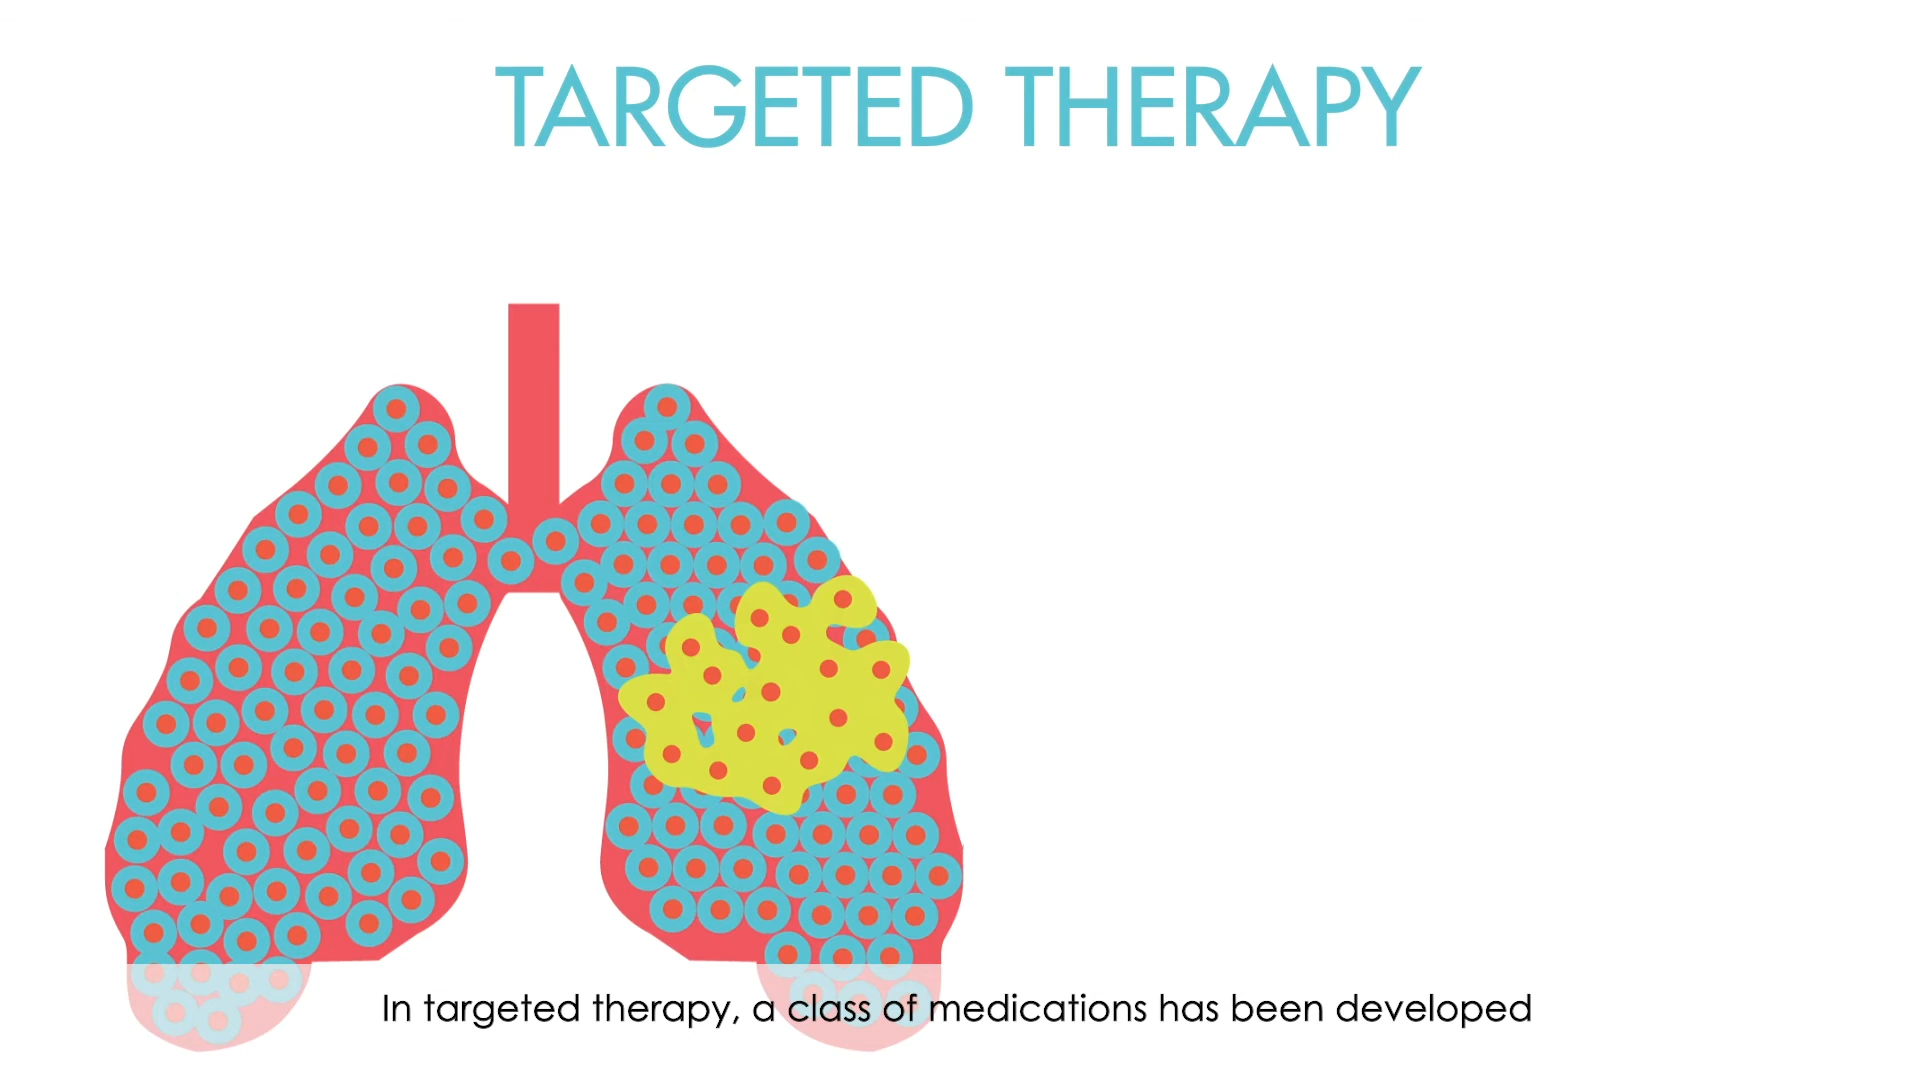 TARGETED THERAPY
In targeted therapy, a class of medications has been developed